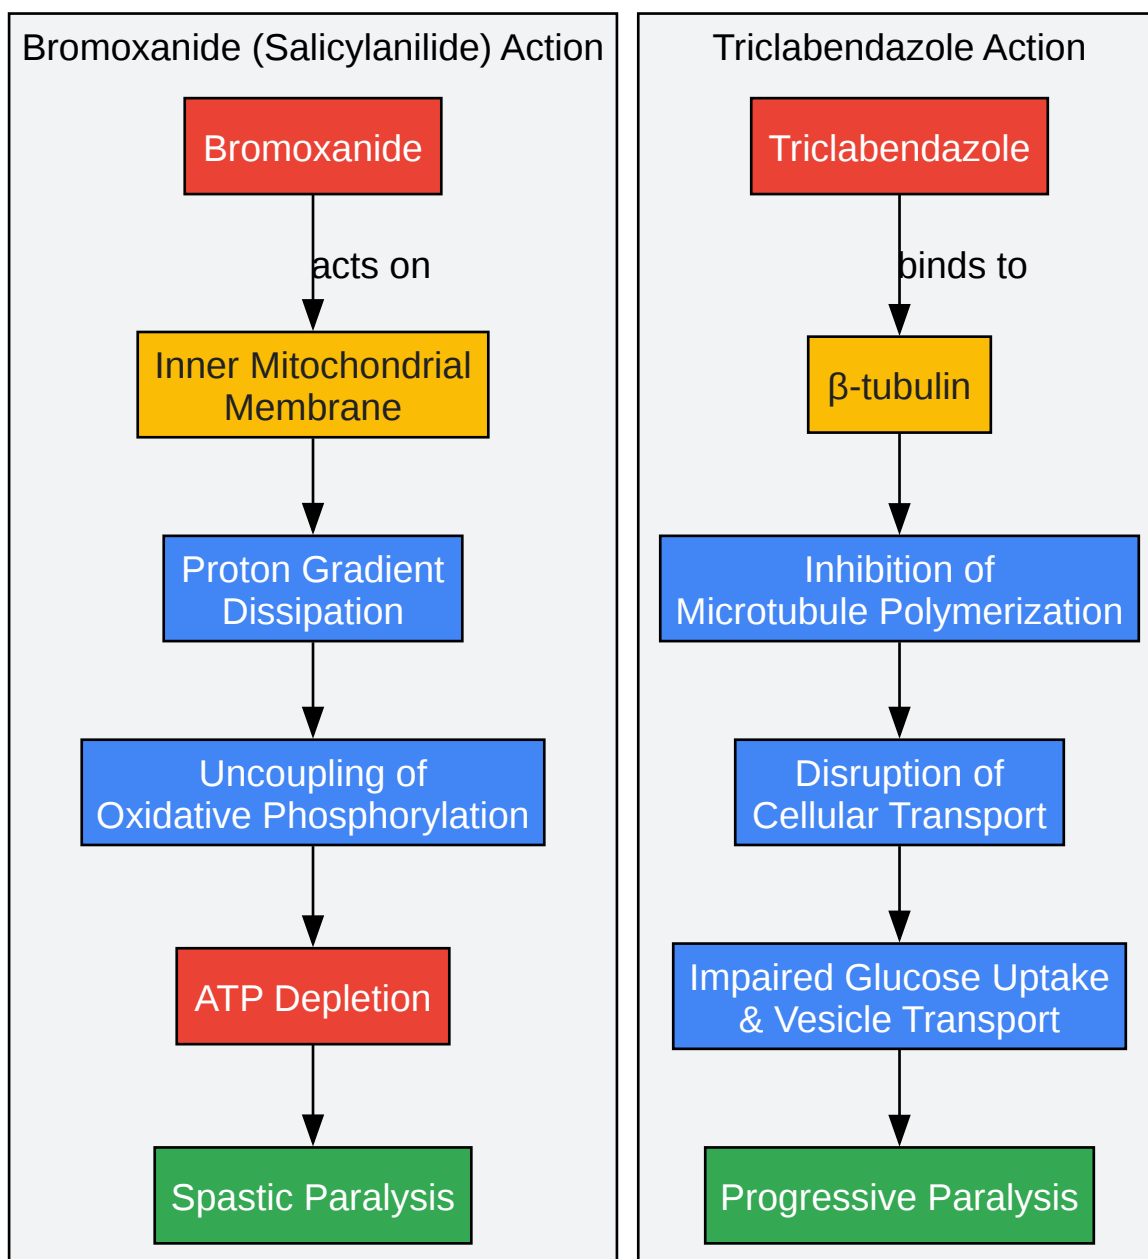 Bromoxanide (Salicylanilide) Action
Bromoxanide
acts on
Inner Mitochondrial
Membrane
Proton Gradient
Dissipation
Uncoupling of
Oxidative Phosphorylation
ATP Depletion
Spastic Paralysis
Triclabendazole Action
Triclabendazole
binds to
β-tubulin
Inhibition of
Microtubule Polymerization
Disruption of
Cellular Transport
Impaired Glucose Uptake
& Vesicle Transport
Progressive Paralysis